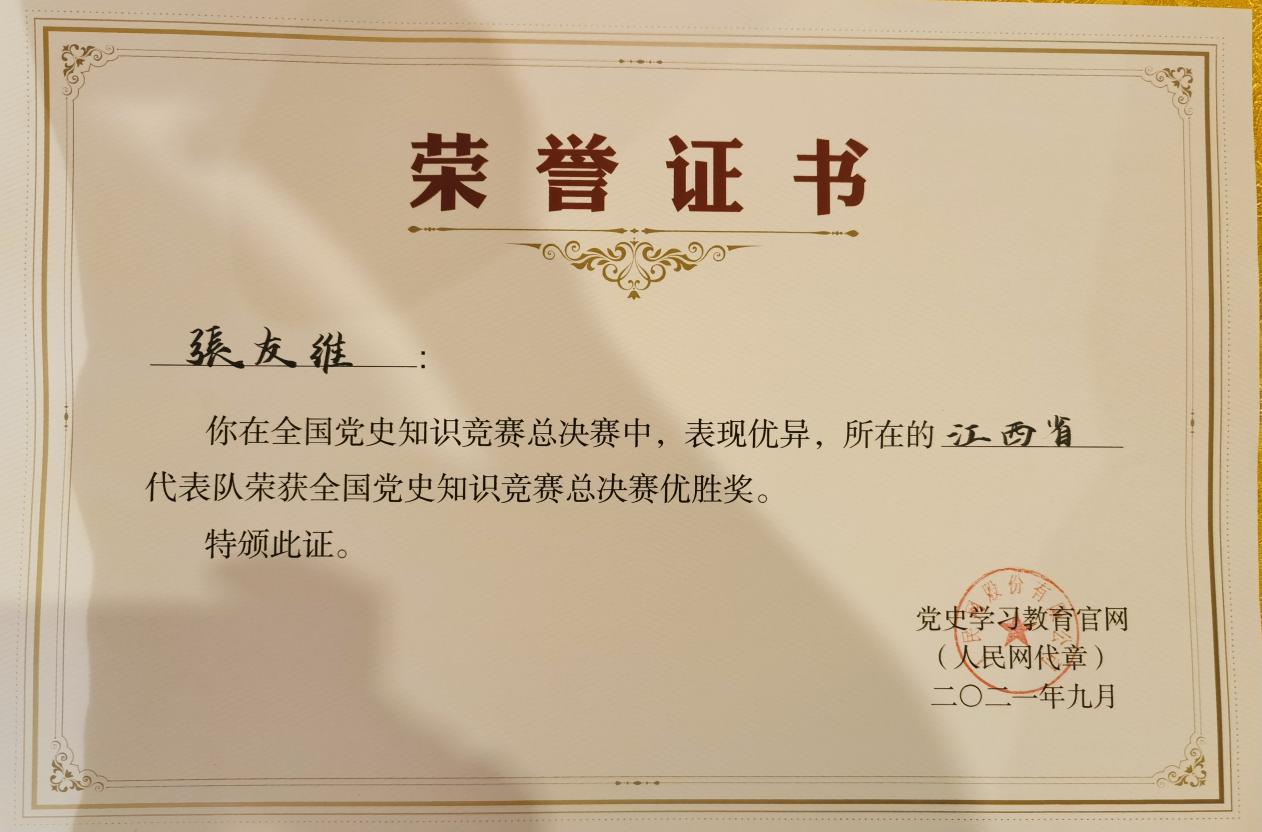 荣誉证书
張友维：
你在全国党史知识竞赛总决赛中，表现优异，所在的江西省
代表队荣获全国党史知识竞赛总决赛优胜奖。
特颁此证。
党史学习教育官网
（人民网代章）
二〇二一年九月